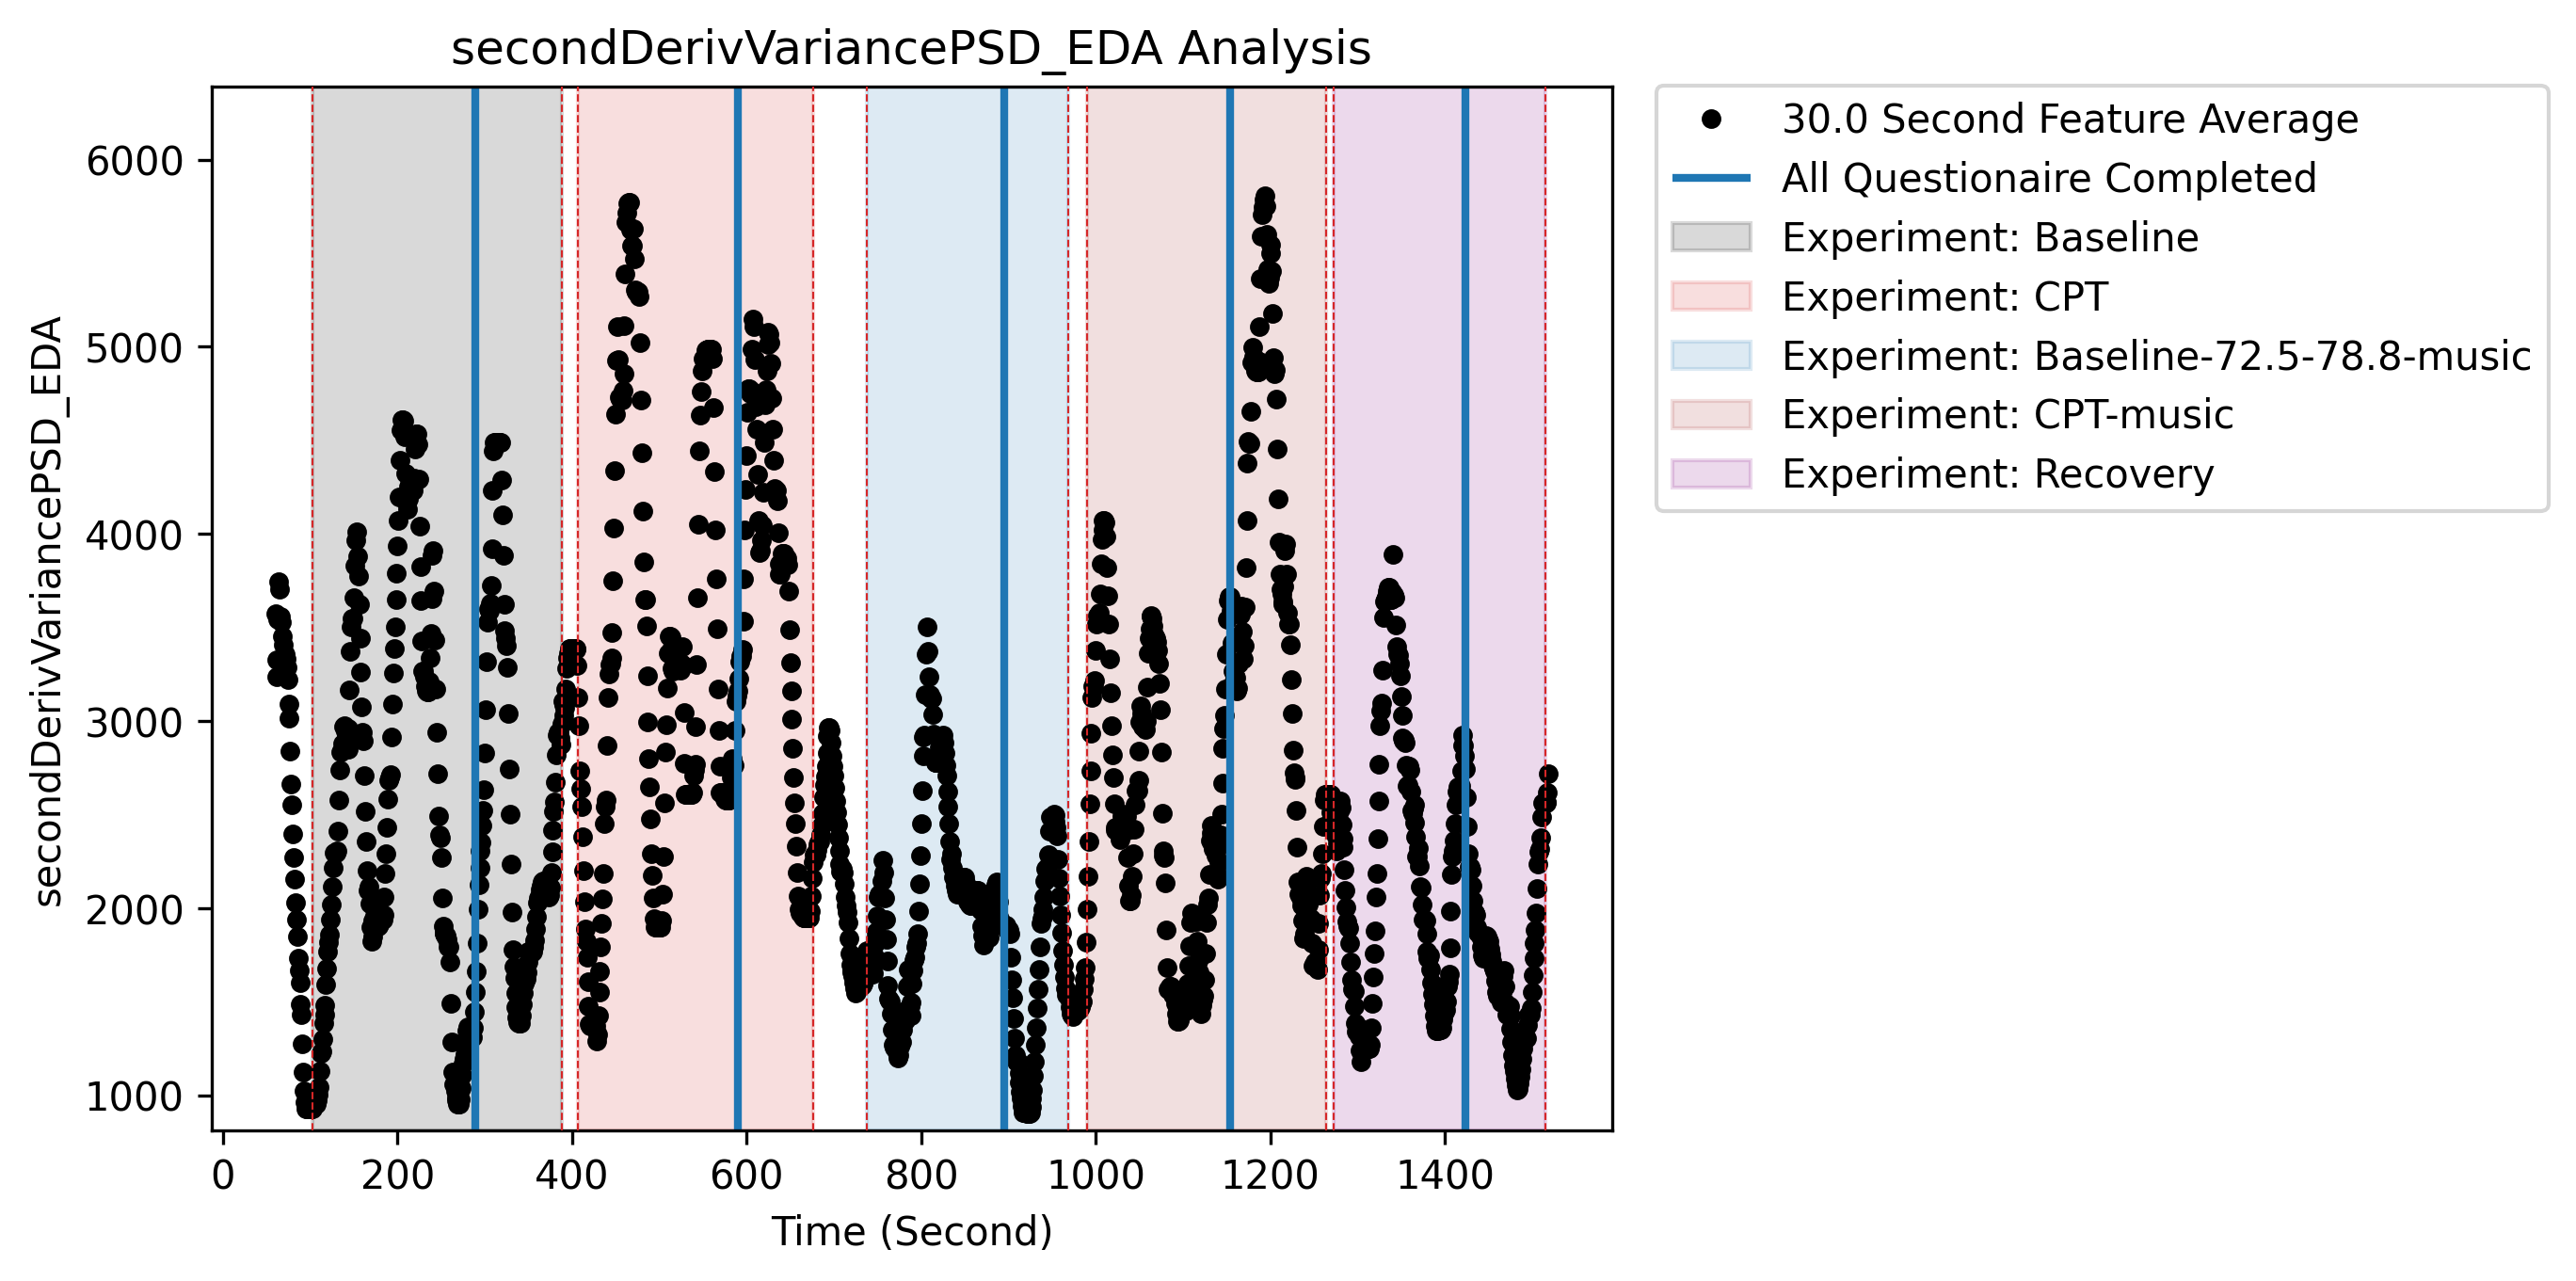 secondDerivVariancePSD_EDA Analysis
secondDerivVariancePSD_EDA
6000
5000
4000
3000
2000
1000
0 200 400 600 800 1000 1200 1400
Time (Second)
30.0 Second Feature Average
All Questionaire Completed
Experiment: Baseline
Experiment: CPT
Experiment: Baseline-72.5-78.8-music
Experiment: CPT-music
Experiment: Recovery